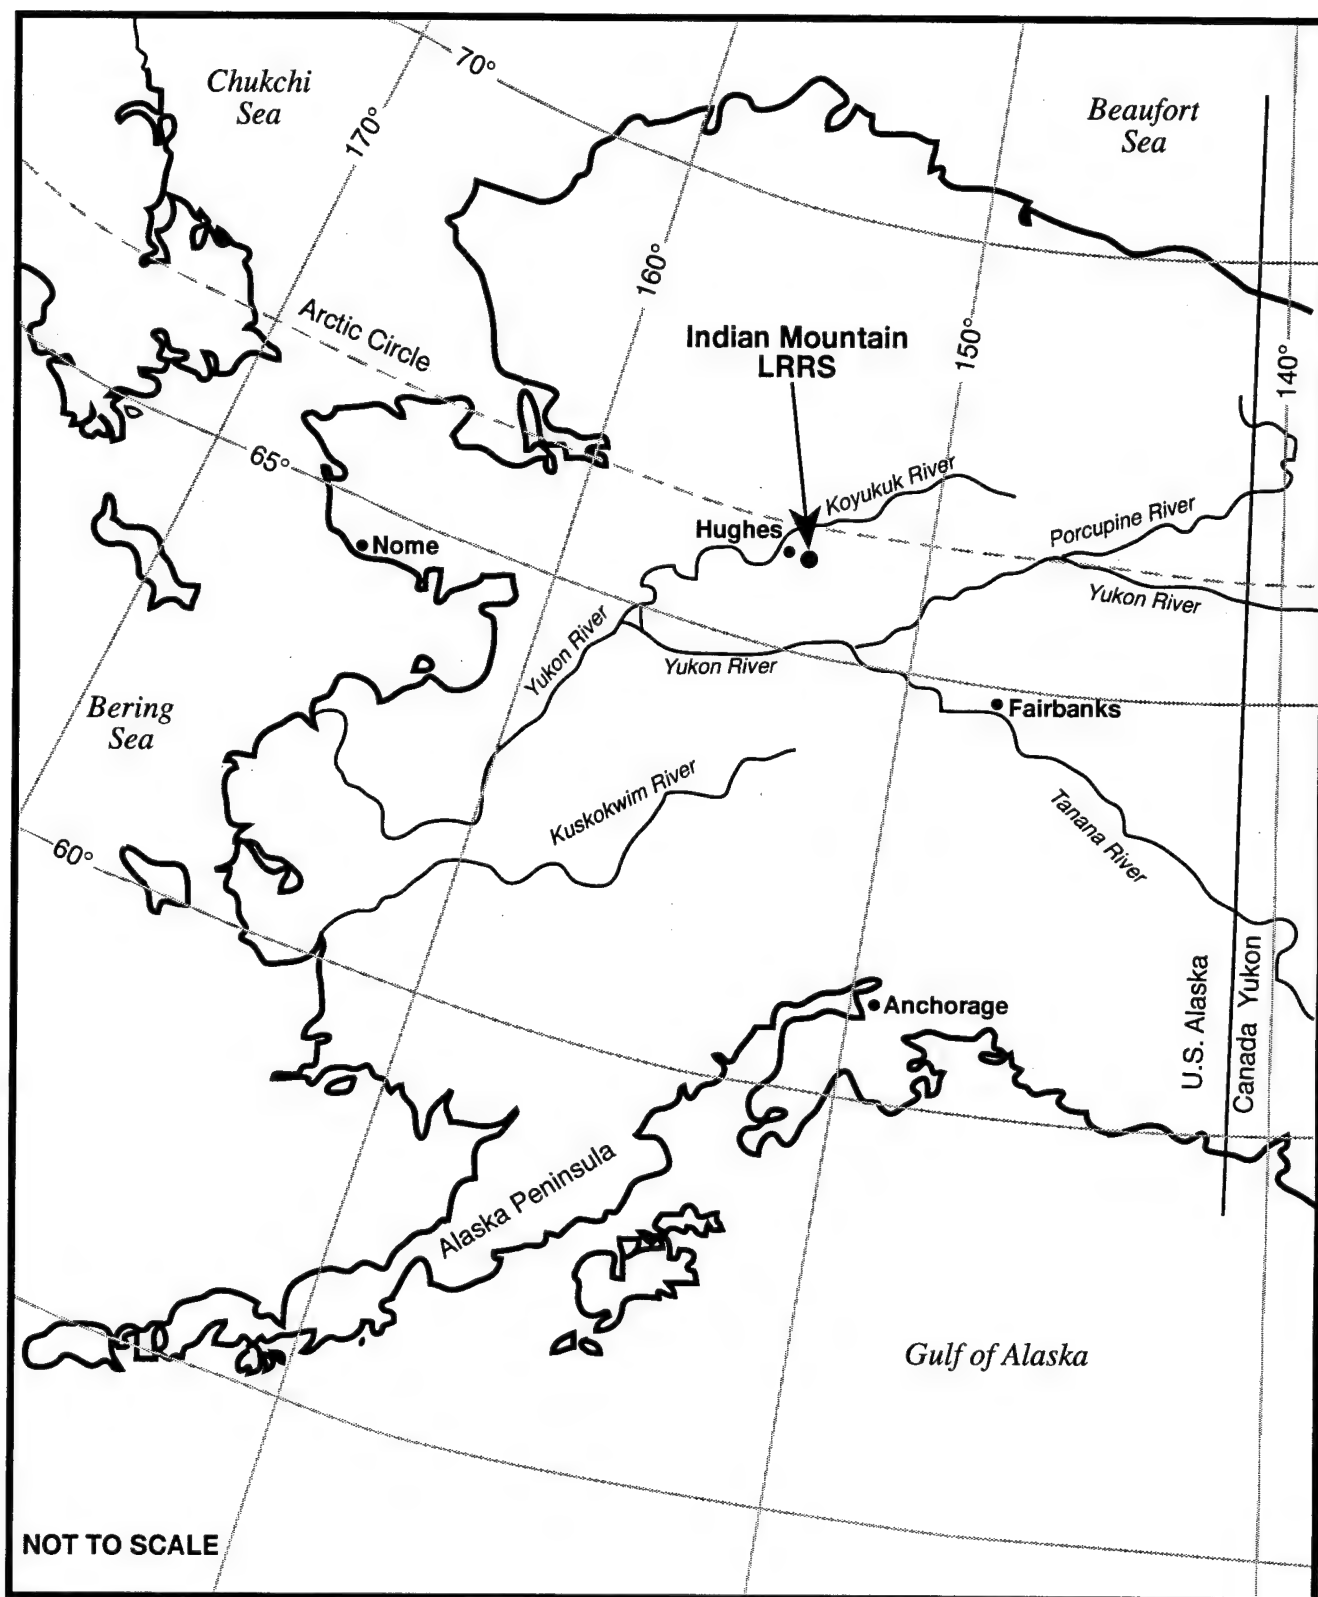 Chukchi
Sea
70°
170°
Beaufort
Sea
160°
Arctic Circle
Indian Mountain
LRRS
150°
140°
65°
Koyukuk River
Hughes
Porcupine River
Nome
Yukon River
Yukon River
Yukon River
Bering
Sea
Fairbanks
Kuskokwim River
Tanana River
60°
U.S. Alaska
Canada Yukon
Anchorage
Alaska Peninsula
Gulf of Alaska
NOT TO SCALE